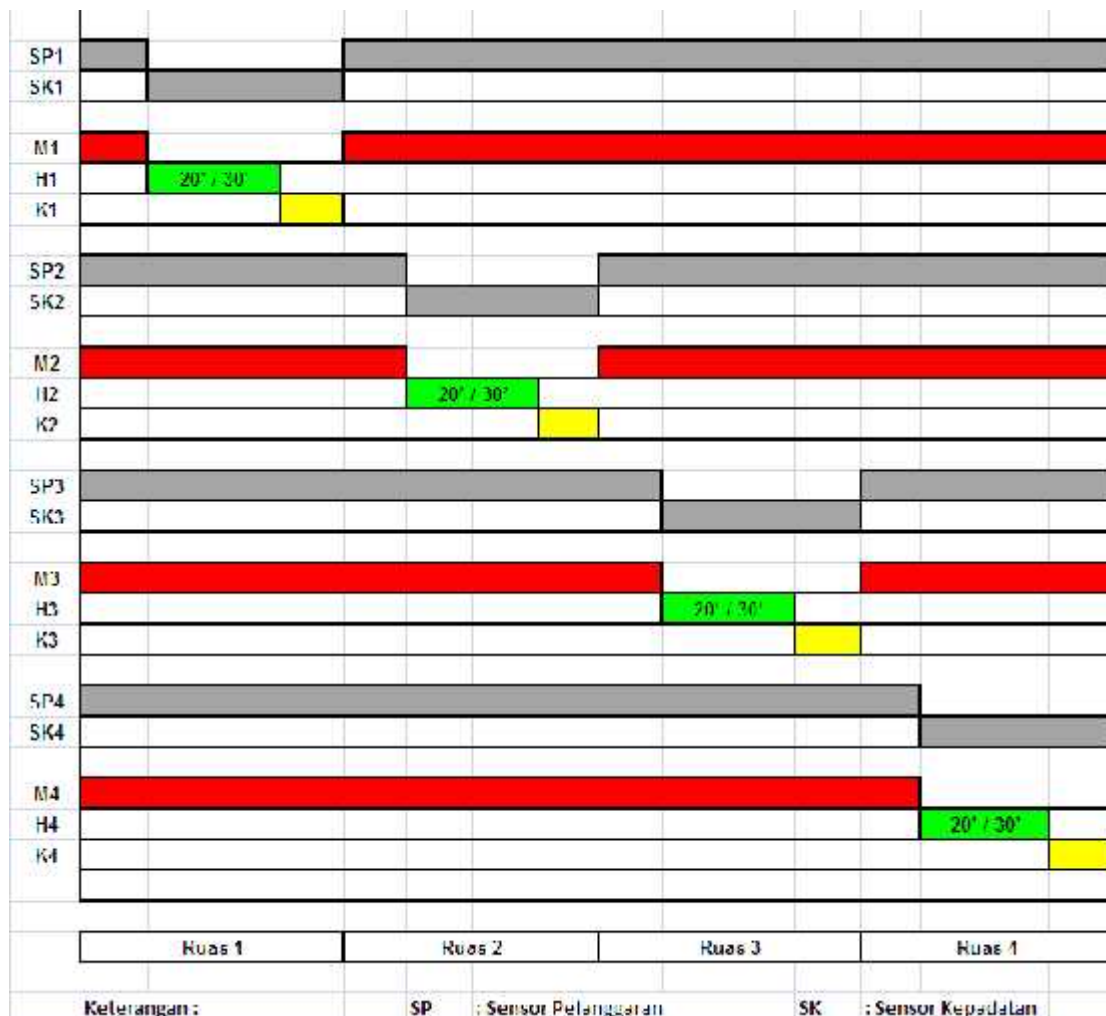 SP1
SK1
M1
H1 20' / 30'
K1
SP2
SK2
M2
H2 20' / 30'
K2
SP3
SK3
M3
H3 20' / 30'
K3
SP4
SK4
M4
H4 20' / 30'
K4
Ruas 1 Ruas 2 Ruas 3 Ruas 4
Keterangan : SP : Sensor Pelanggaran SK : Sensor Kepadatan